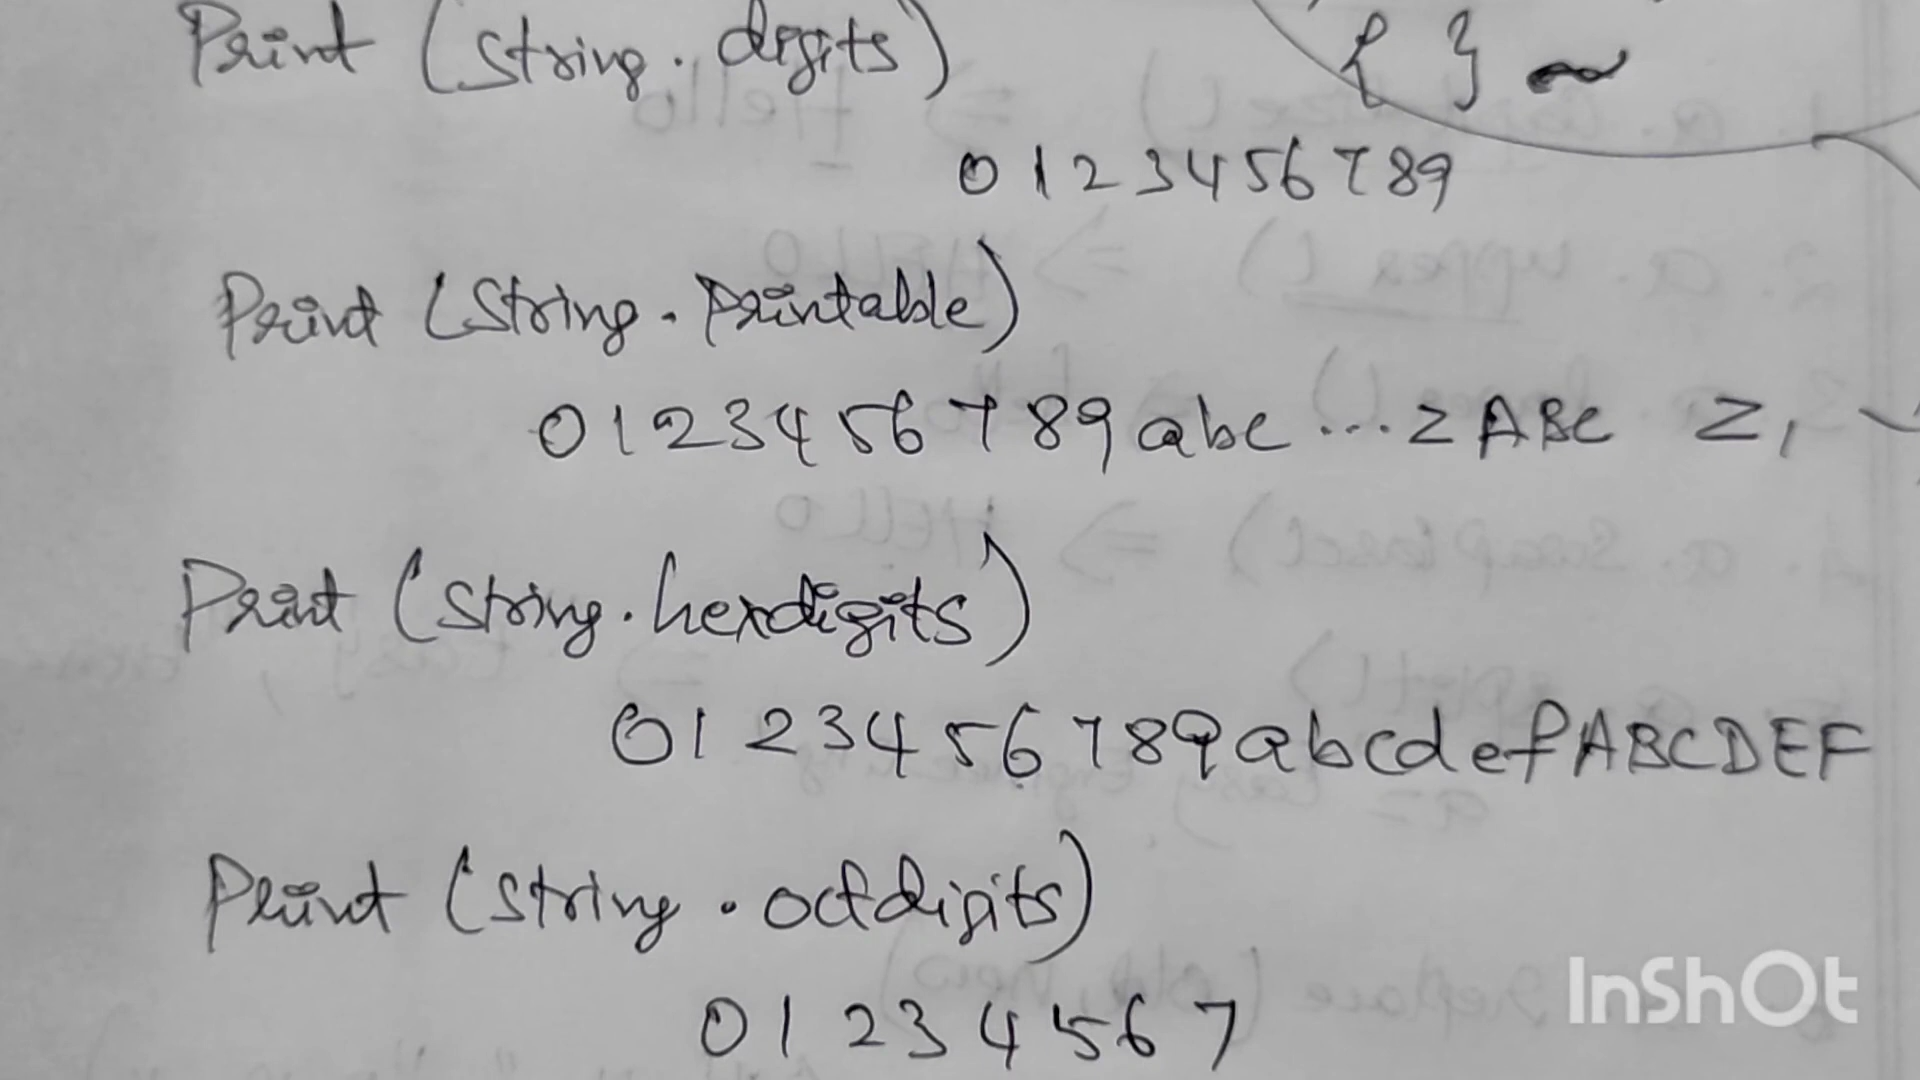 Print (string. digits)
{ } ~
0123456789
Print (string. printable)
0123456789abc...zABC Z,
Print (string. hexdigits)
0123456789abcdefABCDEF
Print (string. octdigits)
01234567
InShOt